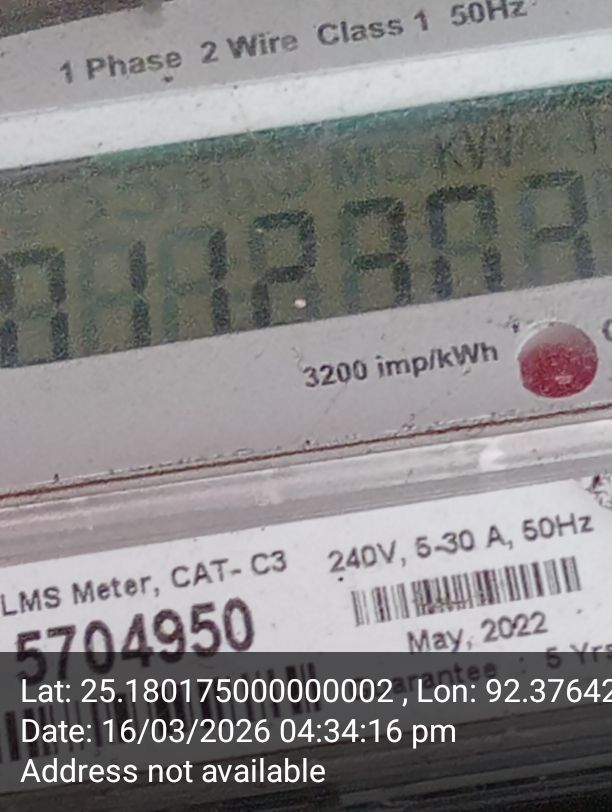 1 Phase 2 Wire Class 1 50Hz
3200 imp/kWh
LMS Meter, CAT- C3
240V, 5-30 A, 50Hz
5704950
May, 2022
5 Yrs
Lat: 25.180175000000002 , Lon: 92.37642
Date: 16/03/2026 04:34:16 pm
Address not available